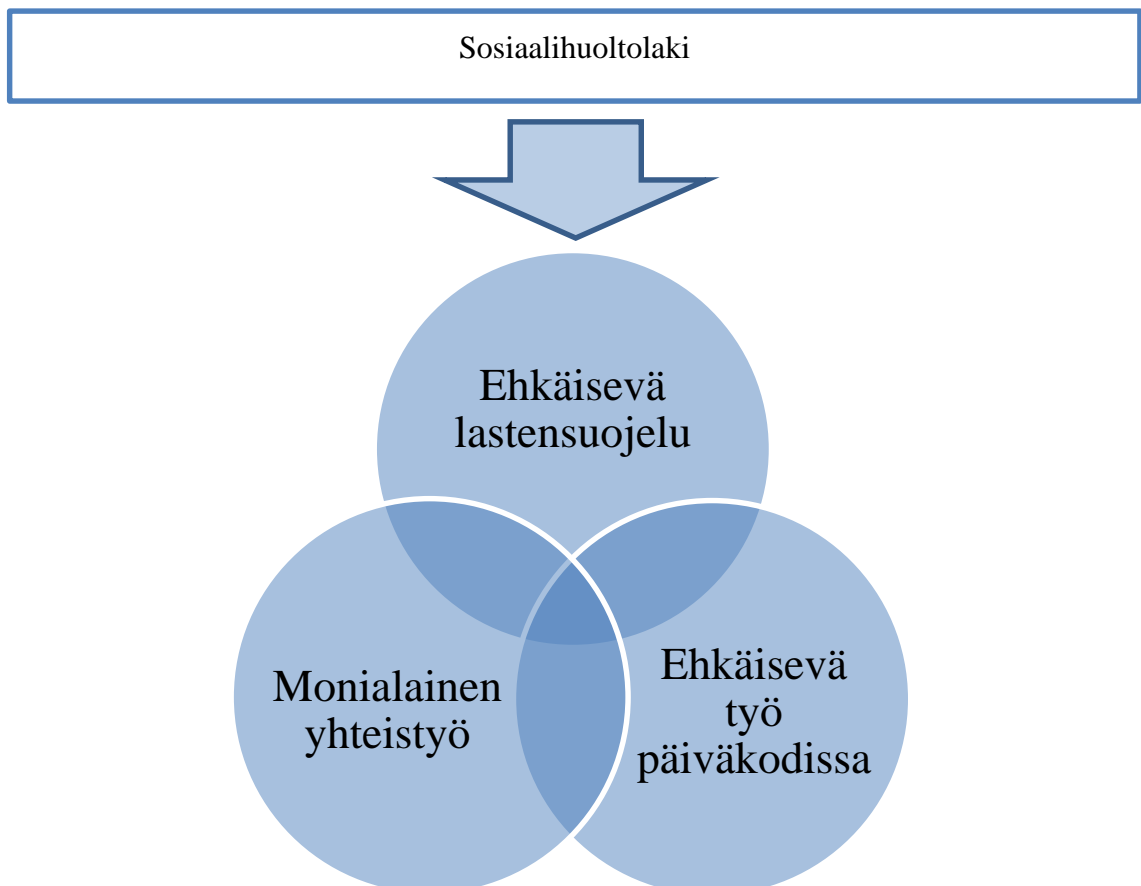 Sosiaalihuoltolaki
Ehkäisevä
lastensuojelu
Monialainen
yhteistyö
Ehkäisevä
työ
päiväkodissa